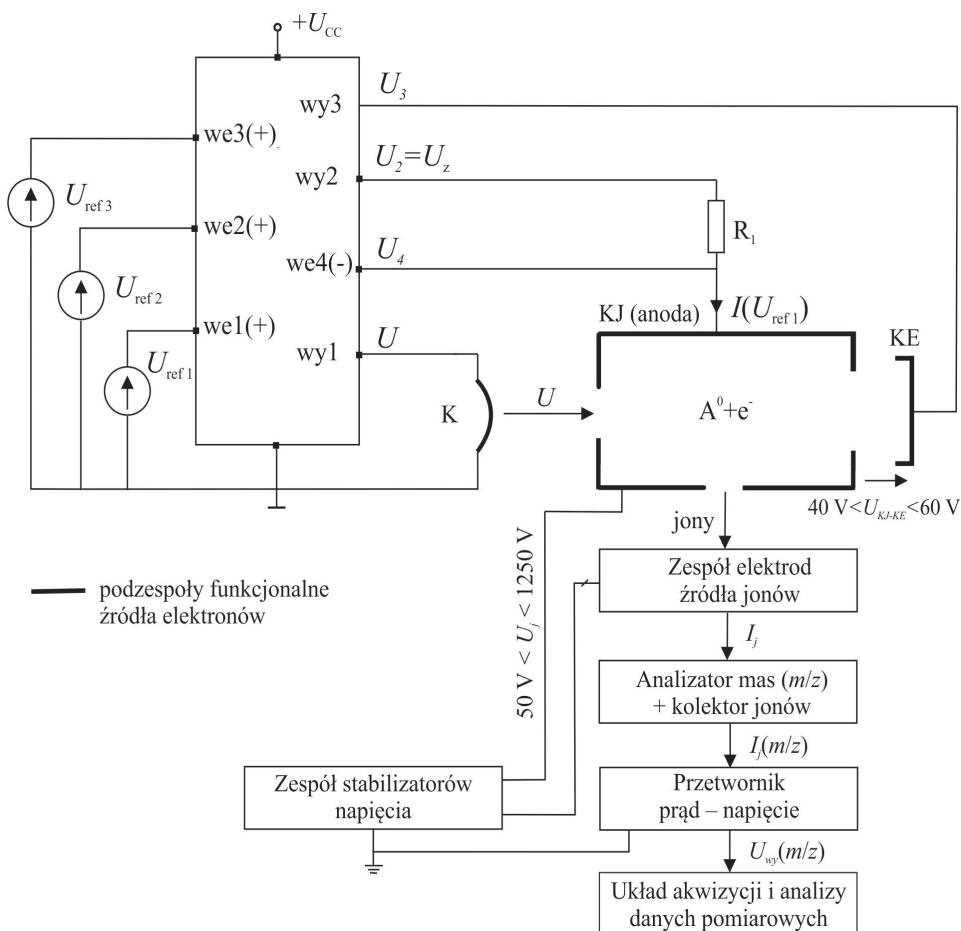 +U_CC
wy3
U_3
we3(+)
wy2
U_2=U_z
U_ref 3
we2(+)
R_1
we4(-)
U_4
U_ref 2
we1(+)
KJ (anoda)
I(U_ref 1)
wy1
U
KE
U_ref 1
K
U
A^0+e^-
40 V<U_KJ-KE<60 V
jony
50 V < U_j < 1250 V
Zespół elektrod
źródła jonów
podzespoły funkcjonalne
źródła elektronów
I_j
Analizator mas (m/z)
+ kolektor jonów
I_j(m/z)
Zespół stabilizatorów
napięcia
Przetwornik
prąd – napięcie
U_wy(m/z)
Układ akwizycji i analizy
danych pomiarowych